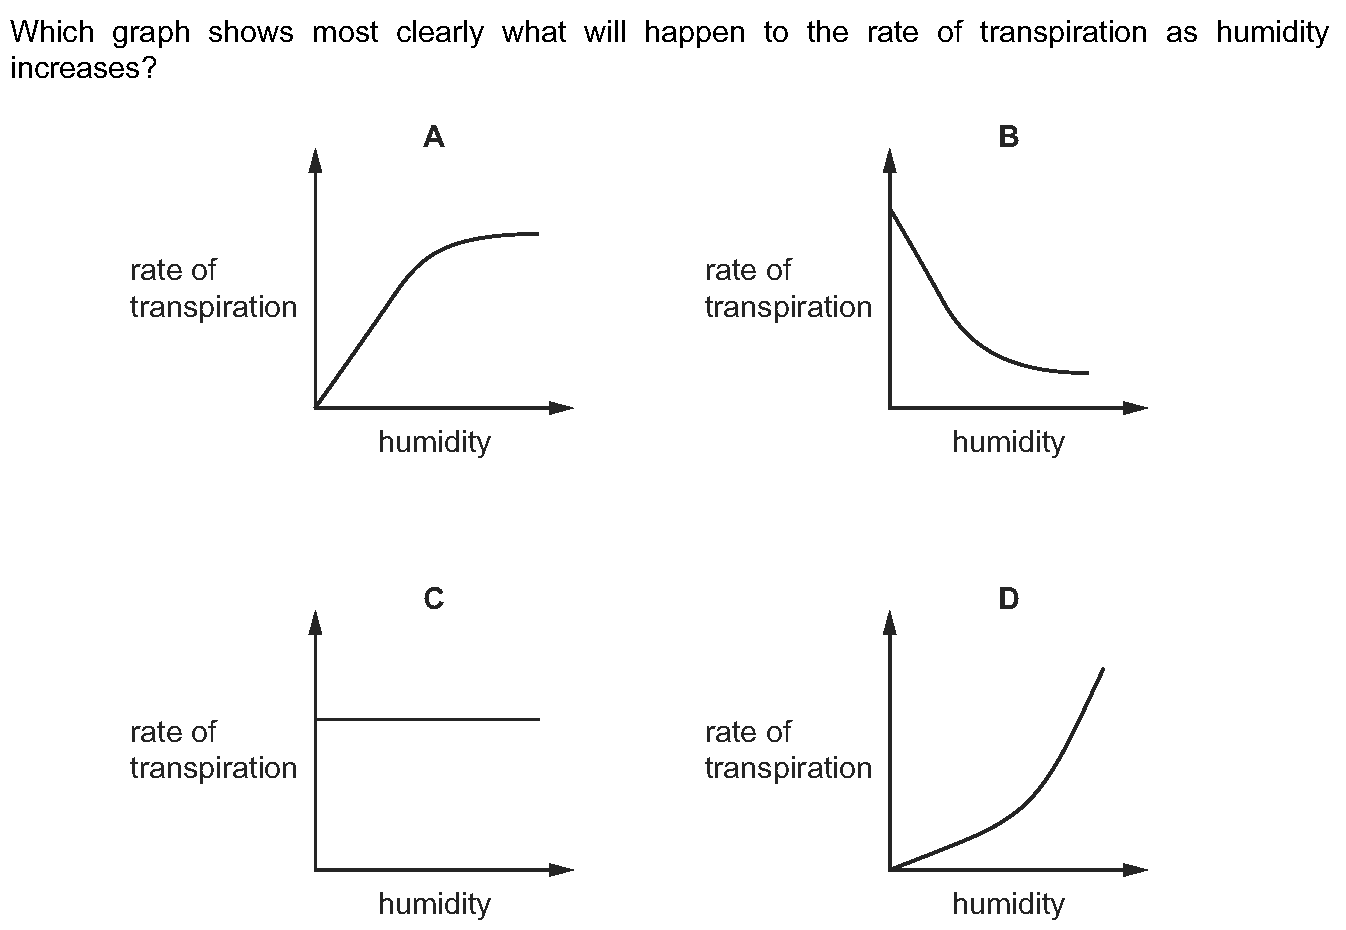 Which graph shows most clearly what will happen to the rate of transpiration as humidity
increases?
A
rate of
transpiration
humidity
B
rate of
transpiration
humidity
C
rate of
transpiration
humidity
D
rate of
transpiration
humidity